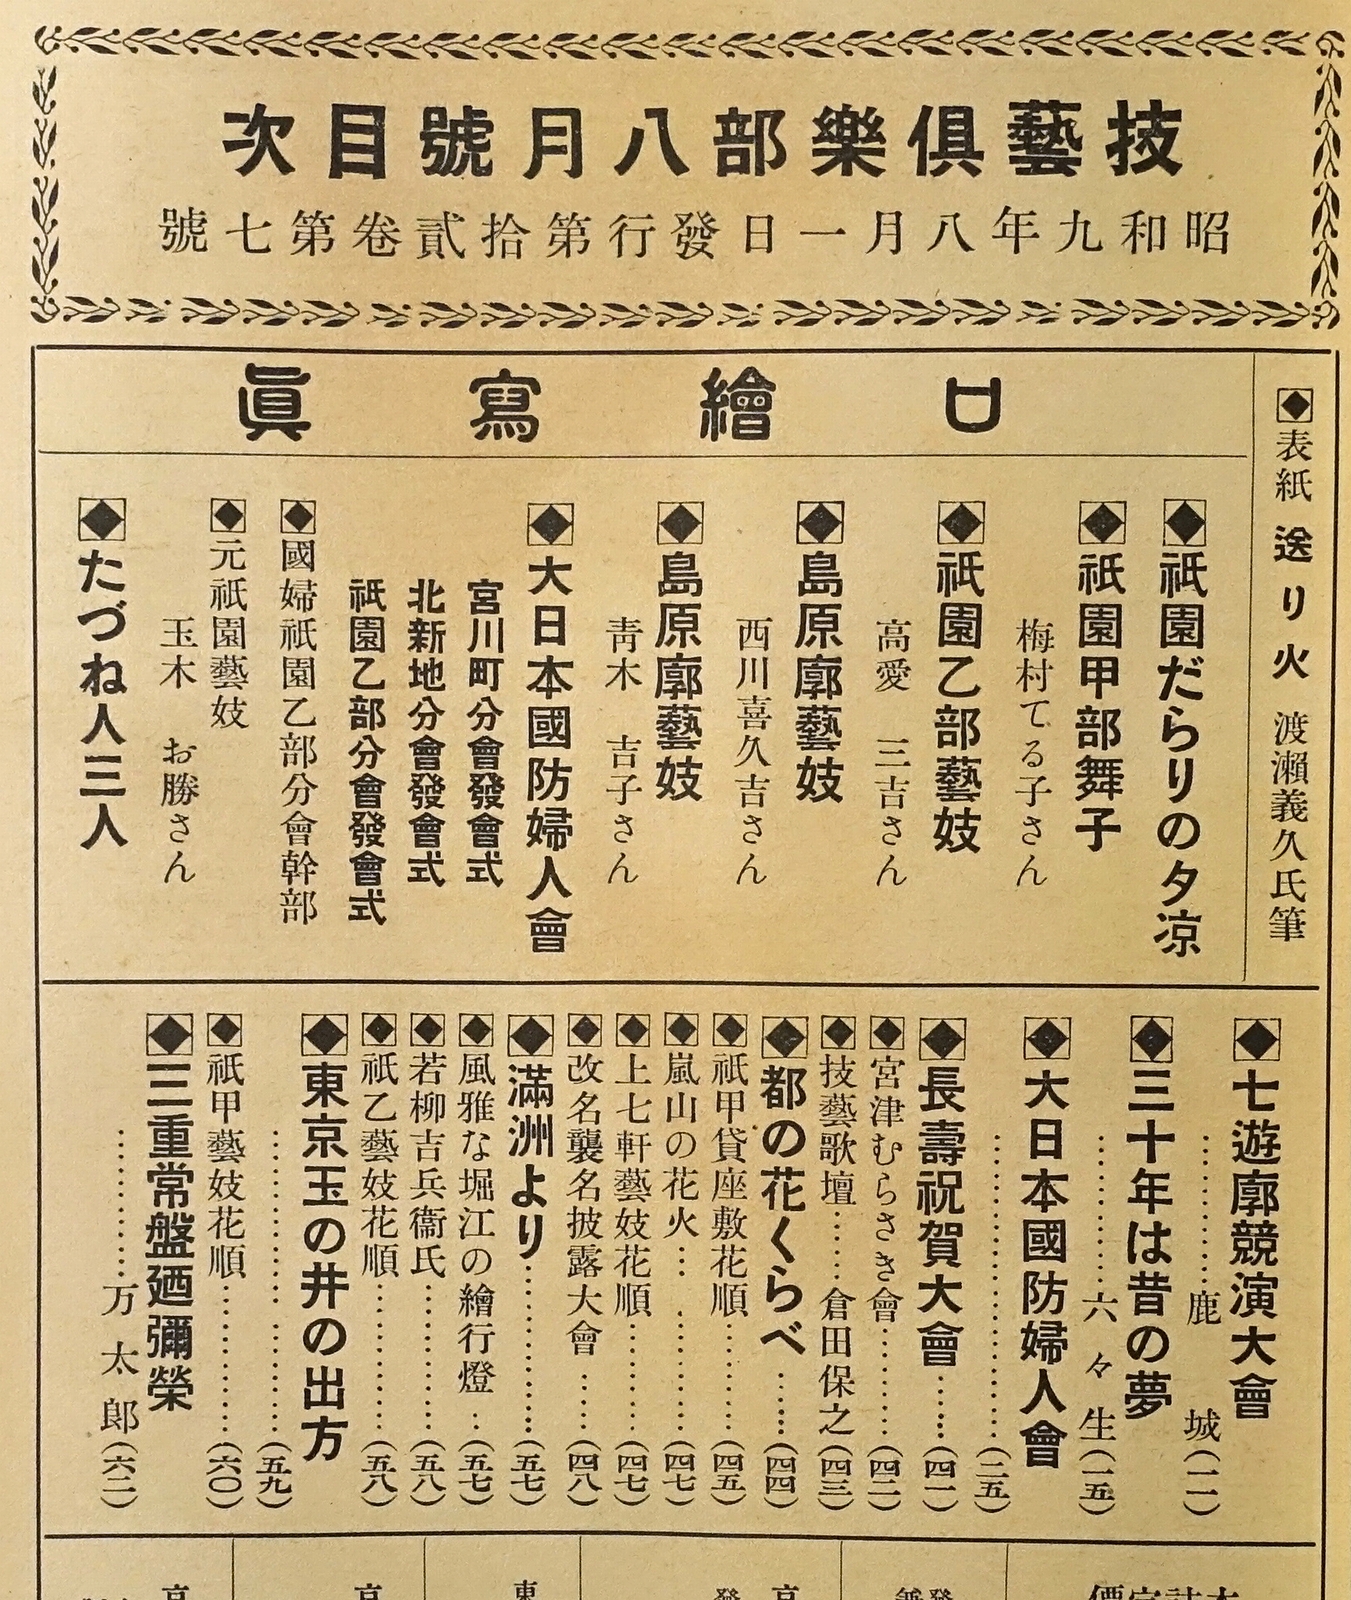 技藝俱樂部八月號目次
昭和九年八月一日發行第拾貳卷第七號
表紙 送り火 渡瀨義久氏筆
口繪寫眞
祇園だらりの夕涼
祇園甲部舞子
梅村てる子さん
祇園乙部藝妓
高愛 三吉さん
島原廓藝妓
西川喜久吉さん
島原廓藝妓
靑木 吉子さん
大日本國防婦人會
宮川町分會發會式
北新地分會發會式
祇園乙部分會發會式
國婦祇園乙部分會幹部
元祇園藝妓
玉木 お勝さん
たづね人三人
七遊廓競演大會
………鹿 城(一一)
三十年は昔の夢
………六々生(一五)
大日本國防婦人會
………………(二五)
長壽祝賀大會……(四一)
宮津むらさき會……(四二)
技藝歌壇……倉田保之(四三)
都の花くらべ……(四四)
祇甲貸座敷花順……(四五)
嵐山の花火………(四七)
上七軒藝妓花順……(四七)
改名襲名披露大會……(四八)
滿洲より………(五七)
風雅な堀江の繪行燈…(五七)
若柳吉兵衞氏………(五八)
祇乙藝妓花順………(五八)
東京玉の井の出方
………………(五九)
祇甲藝妓花順………(六〇)
三重常盤廼彌榮
………万太郞(六二)